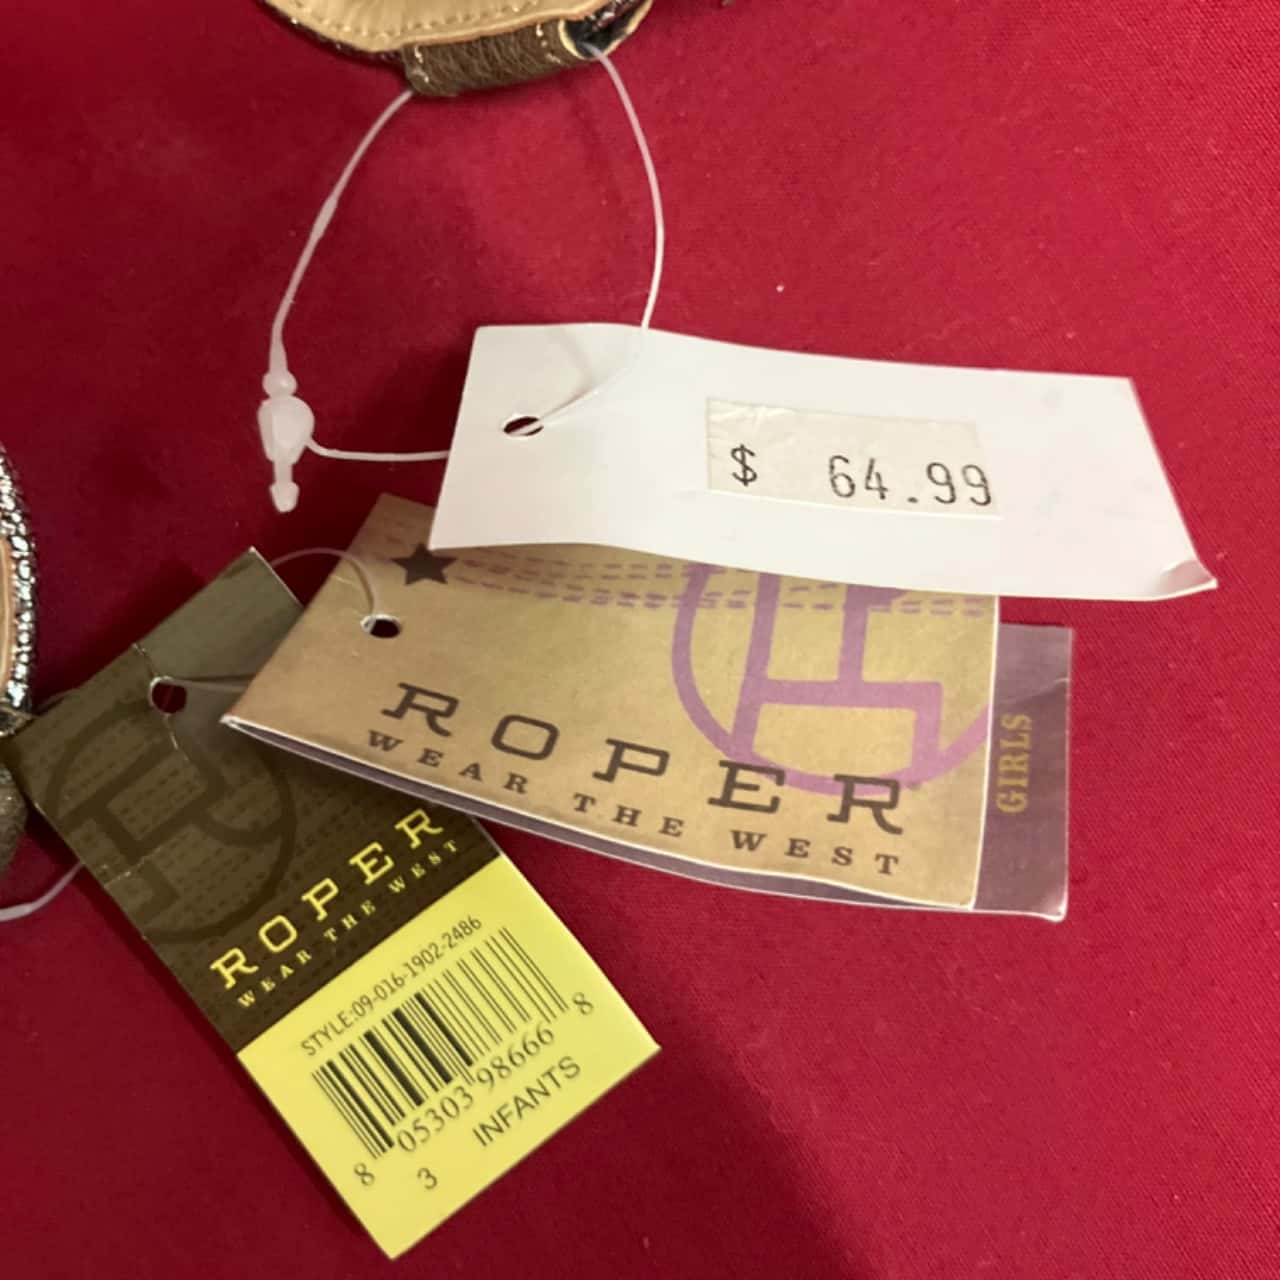 $ 64.99
ROPER
WEAR THE WEST
GIRLS
ROPER
WEAR THE WEST
STYLE:09-016-1902-2486
8 05303 98666 8
3 INFANTS